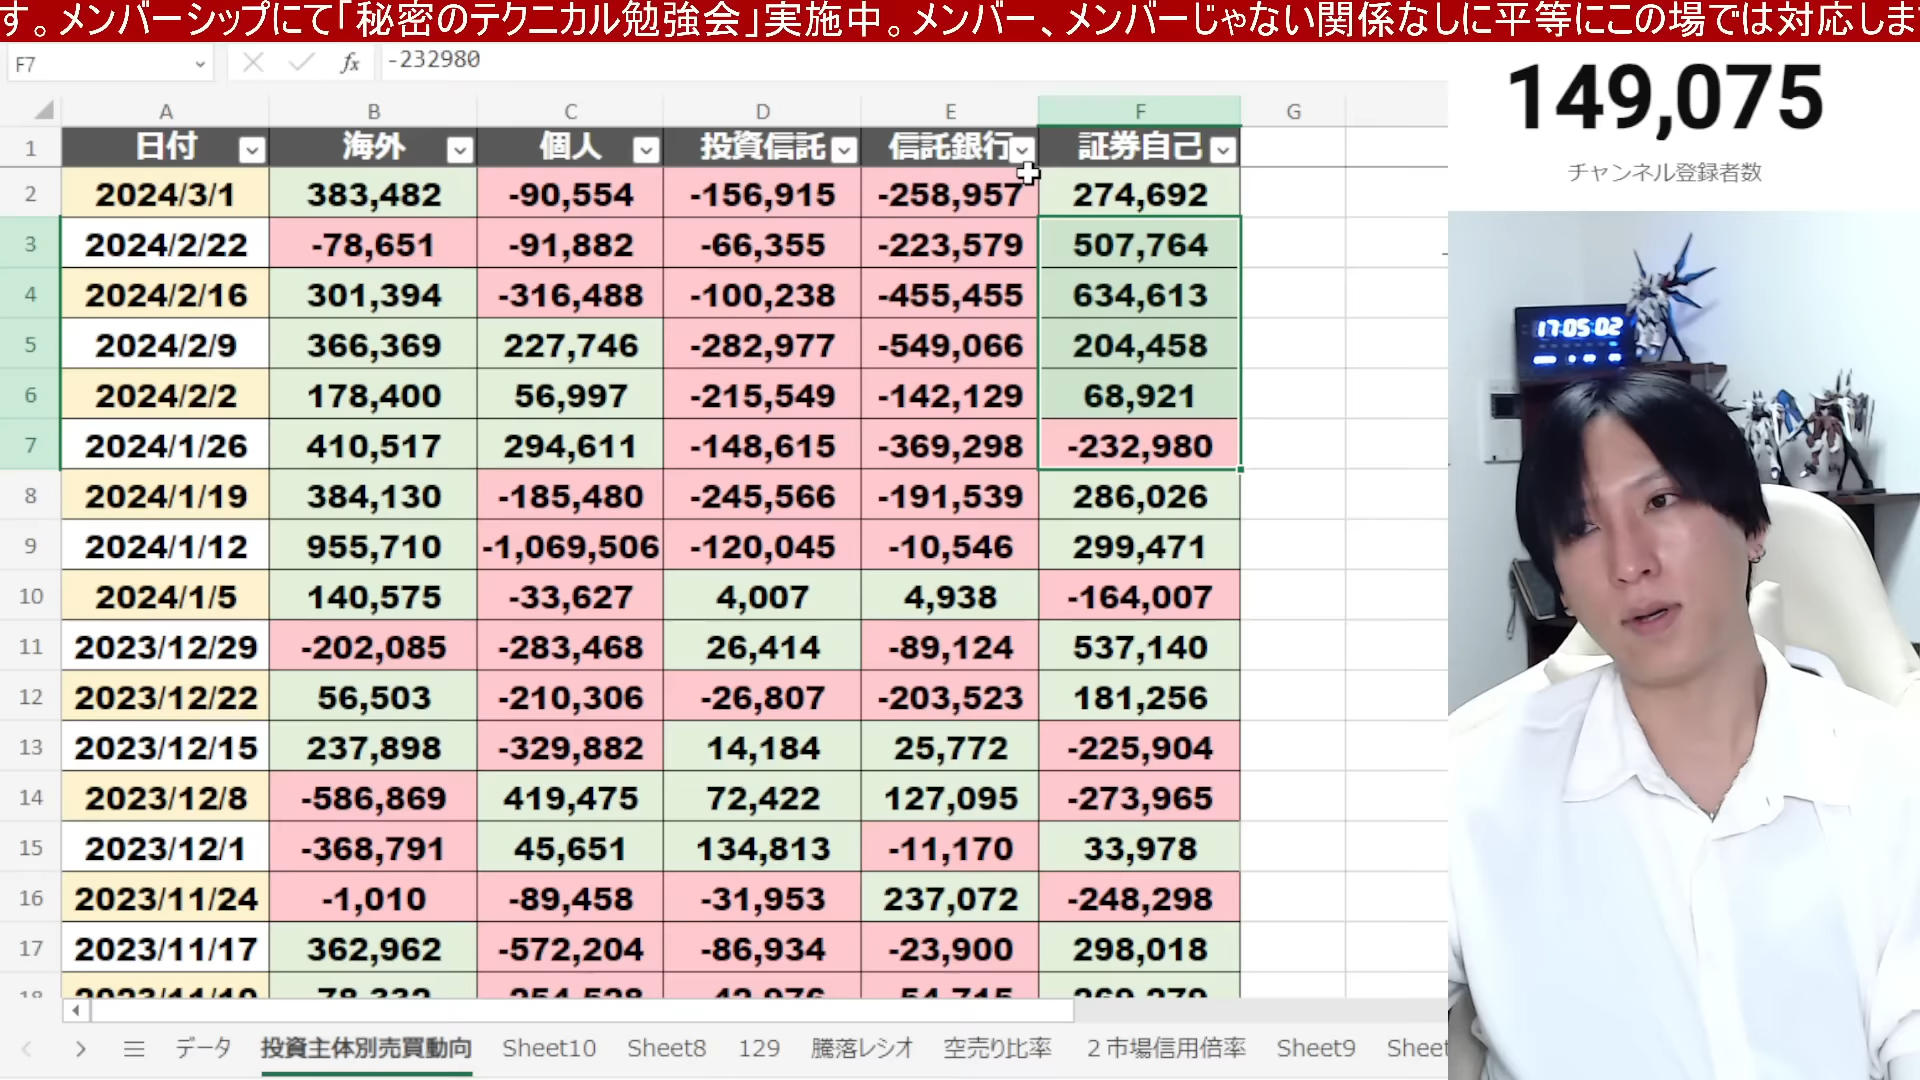 す。メンバーシップにて「秘密のテクニカル勉強会」実施中。メンバー、メンバーじゃない関係なしに平等にこの場では対応しま
F7 fx -232980
149,075
チャンネル登録者数
A B C D E F G
1 日付 海外 個人 投資信託 信託銀行 証券自己
2 2024/3/1 383,482 -90,554 -156,915 -258,957 274,692
3 2024/2/22 -78,651 -91,882 -66,355 -223,579 507,764
4 2024/2/16 301,394 -316,488 -100,238 -455,455 634,613
5 2024/2/9 366,369 227,746 -282,977 -549,066 204,458
6 2024/2/2 178,400 56,997 -215,549 -142,129 68,921
7 2024/1/26 410,517 294,611 -148,615 -369,298 -232,980
8 2024/1/19 384,130 -185,480 -245,566 -191,539 286,026
9 2024/1/12 955,710 -1,069,506 -120,045 -10,546 299,471
10 2024/1/5 140,575 -33,627 4,007 4,938 -164,007
11 2023/12/29 -202,085 -283,468 26,414 -89,124 537,140
12 2023/12/22 56,503 -210,306 -26,807 -203,523 181,256
13 2023/12/15 237,898 -329,882 14,184 25,772 -225,904
14 2023/12/8 -586,869 419,475 72,422 127,095 -273,965
15 2023/12/1 -368,791 45,651 134,813 -11,170 33,978
16 2023/11/24 -1,010 -89,458 -31,953 237,072 -248,298
17 2023/11/17 362,962 -572,204 -86,934 -23,900 298,018
17:05:02
データ 投資主体別売買動向 Sheet10 Sheet8 129 騰落レシオ 空売り比率 2市場信用倍率 Sheet9 Sheet